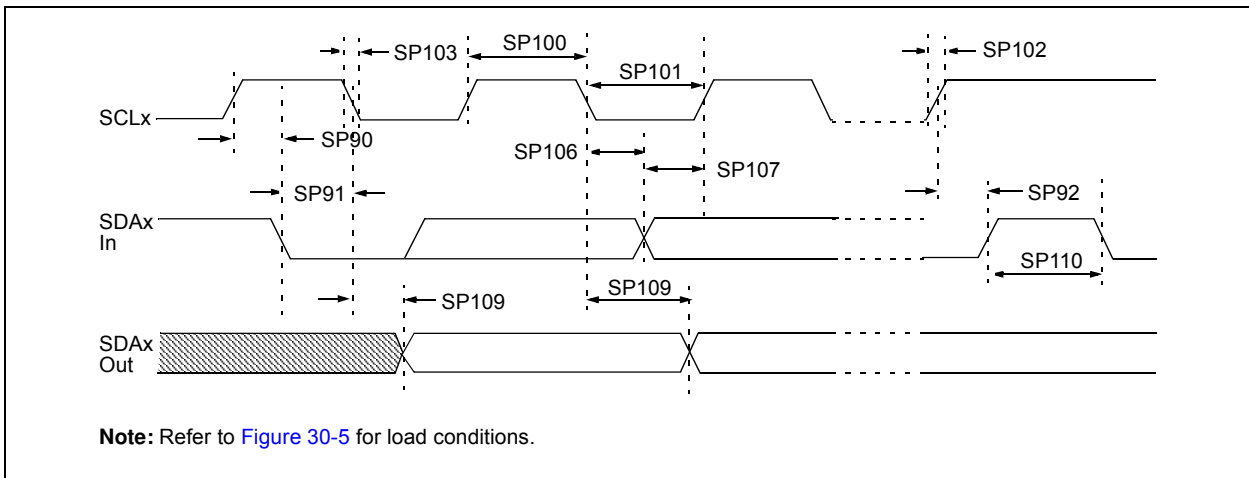 SP103
SP100
SP101
SP102
SCLx
SP90
SP106
SP107
SP91
SP92
SDAx
In
SP110
SP109
SP109
SDAx
Out
Note: Refer to Figure 30-5 for load conditions.